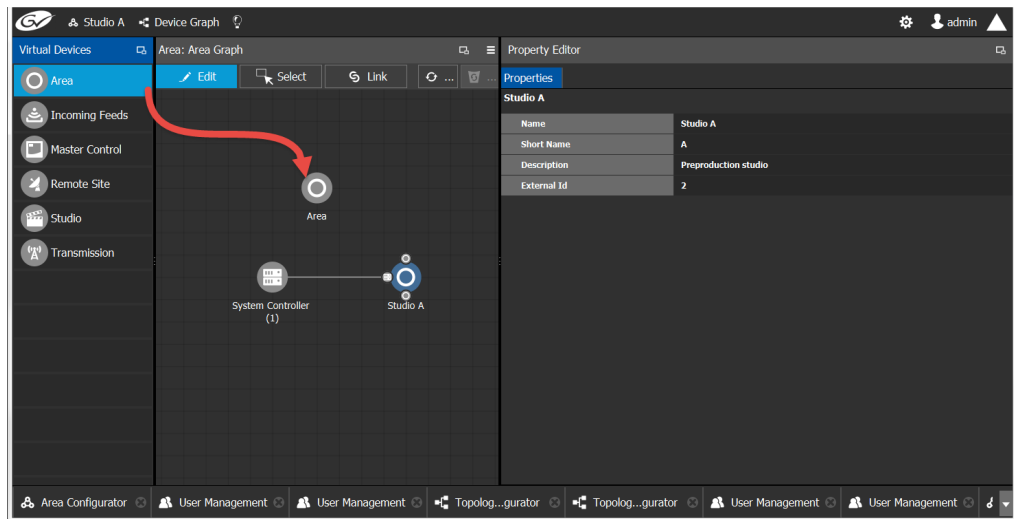 GV Studio A Device Graph admin
Virtual Devices
Area: Area Graph
Property Editor
Area
Edit Select Link ...
Properties
Studio A
Incoming Feeds
Name Studio A
Short Name A
Master Control
Description Preproduction studio
Remote Site
External Id 2
Area
Studio
Transmission
System Controller
(1)
Studio A
Area Configurator User Management User Management Topolog...gurator Topolog...gurator User Management User Management